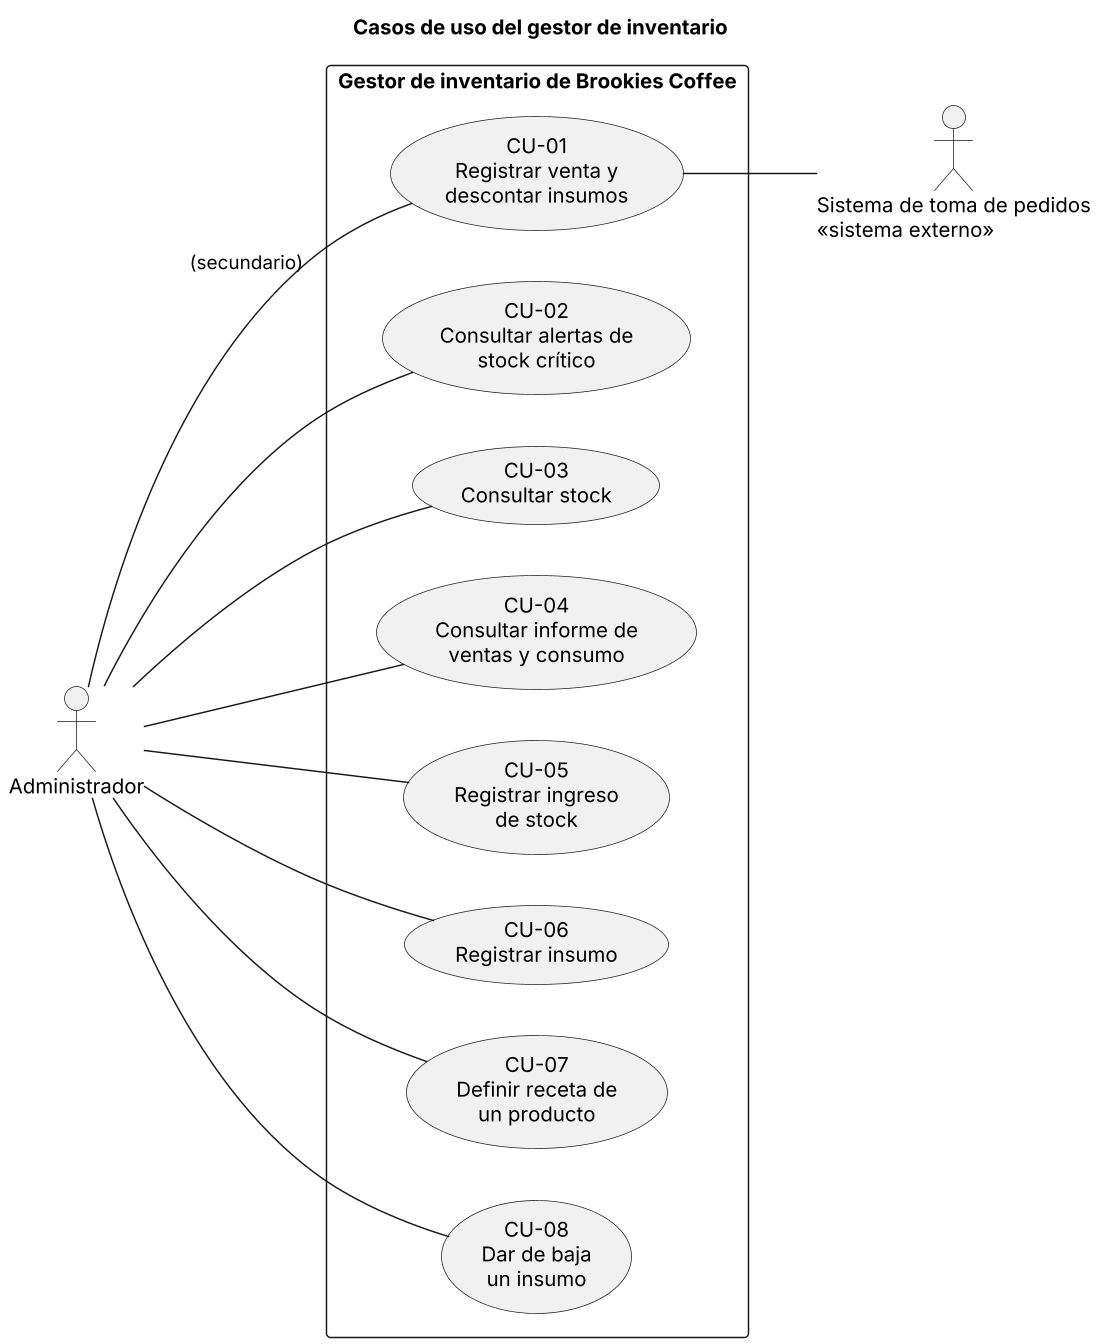 Casos de uso del gestor de inventario
Gestor de inventario de Brookies Coffee
CU-01
Registrar venta y
descontar insumos
Sistema de toma de pedidos
«sistema externo»
(secundario)
CU-02
Consultar alertas de
stock crítico
CU-03
Consultar stock
CU-04
Consultar informe de
ventas y consumo
Administrador
CU-05
Registrar ingreso
de stock
CU-06
Registrar insumo
CU-07
Definir receta de
un producto
CU-08
Dar de baja
un insumo